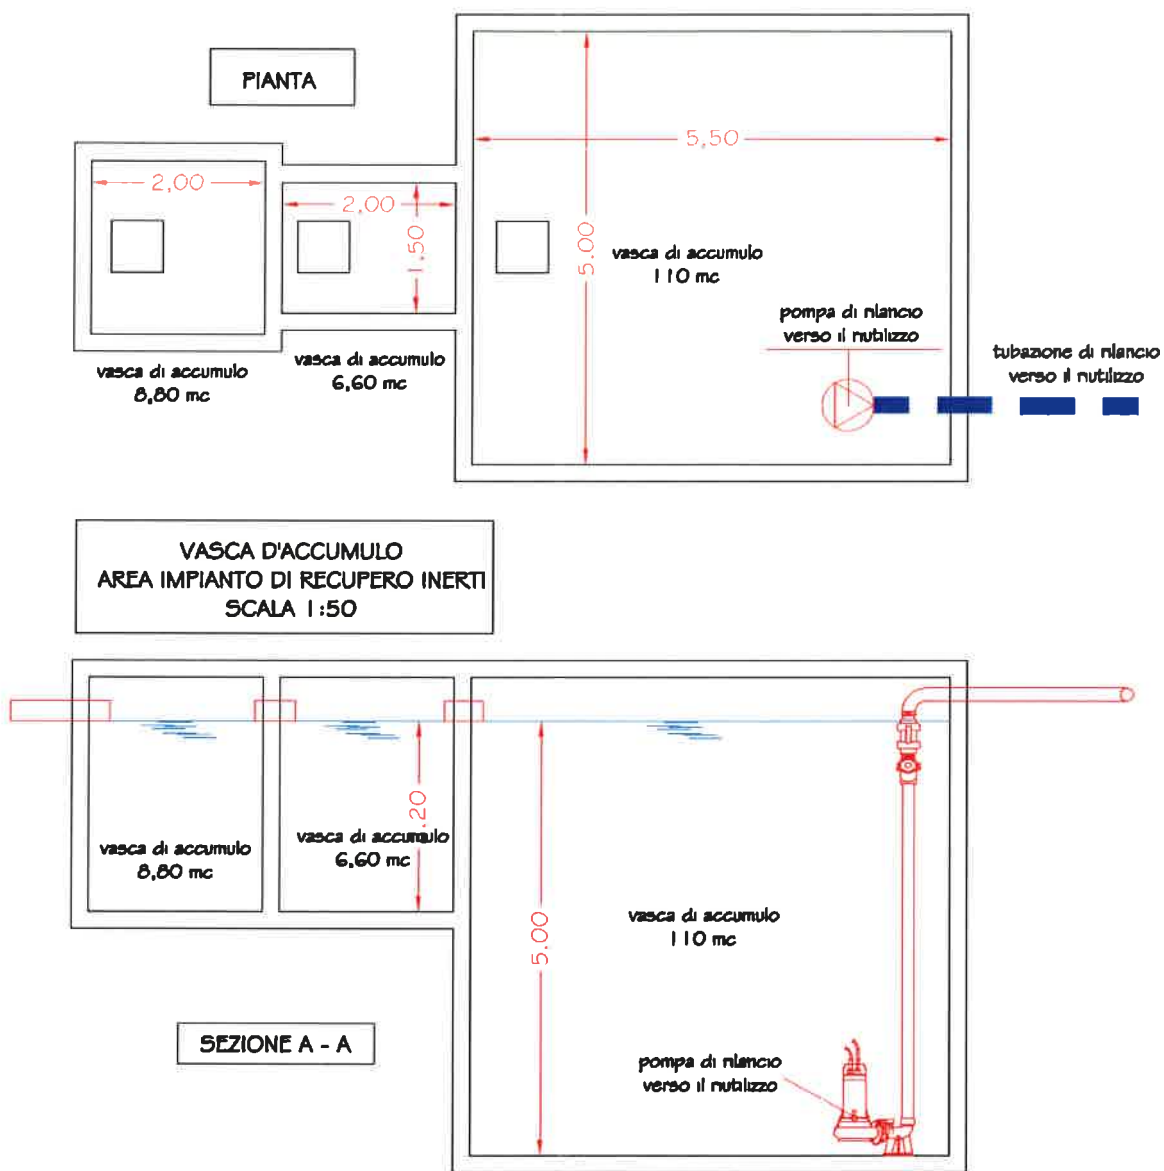 PIANTA
5,50
2,00
2,00
1,50
5.00
vasca di accumulo
110 mc
pompa di rilancio
verso il riutilizzo
tubazione di rilancio
verso il riutilizzo
vasca di accumulo
8,80 mc
vasca di accumulo
6,60 mc
VASCA D'ACCUMULO
AREA IMPIANTO DI RECUPERO INERTI
SCALA 1:50
.20
vasca di accumulo
8,80 mc
vasca di accumulo
6,60 mc
5.00
vasca di accumulo
110 mc
SEZIONE A - A
pompa di rilancio
verso il riutilizzo